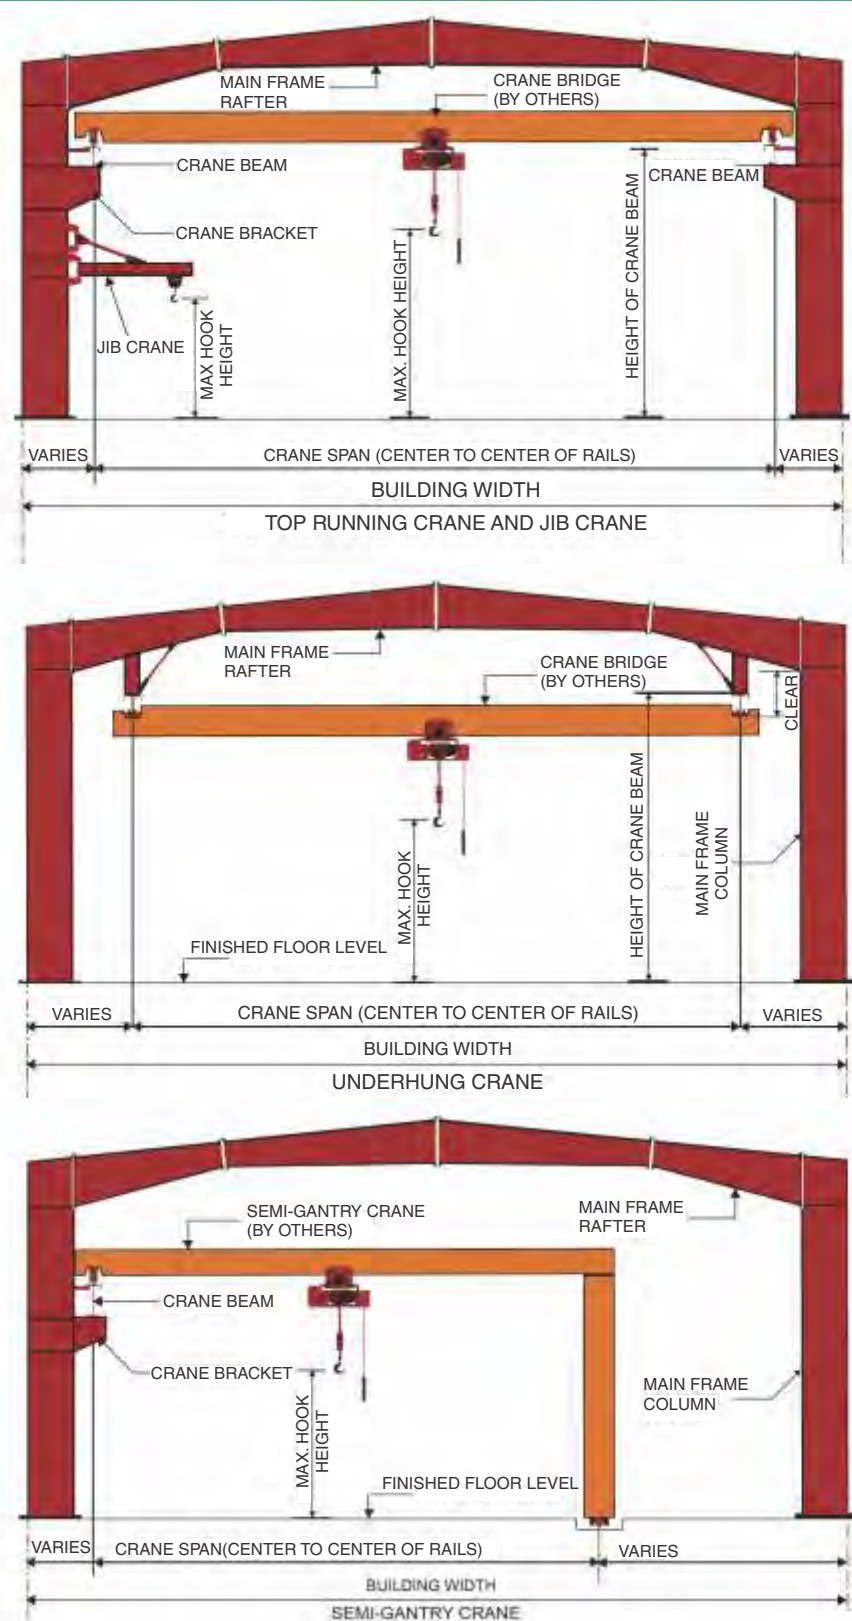 MAIN FRAME
RAFTER
CRANE BRIDGE
(BY OTHERS)
CRANE BEAM
CRANE BEAM
CRANE BRACKET
JIB CRANE
MAX HOOK
HEIGHT
MAX. HOOK HEIGHT
HEIGHT OF CRANE BEAM
VARIES
CRANE SPAN (CENTER TO CENTER OF RAILS)
VARIES
BUILDING WIDTH
TOP RUNNING CRANE AND JIB CRANE
MAIN FRAME
RAFTER
CRANE BRIDGE
(BY OTHERS)
CLEAR
HEIGHT OF CRANE BEAM
MAIN FRAME
COLUMN
MAX. HOOK
HEIGHT
FINISHED FLOOR LEVEL
VARIES
CRANE SPAN (CENTER TO CENTER OF RAILS)
VARIES
BUILDING WIDTH
UNDERHUNG CRANE
SEMI-GANTRY CRANE
(BY OTHERS)
MAIN FRAME
RAFTER
CRANE BEAM
CRANE BRACKET
MAX. HOOK
HEIGHT
MAIN FRAME
COLUMN
FINISHED FLOOR LEVEL
VARIES
CRANE SPAN(CENTER TO CENTER OF RAILS)
VARIES
BUILDING WIDTH
SEMI-GANTRY CRANE